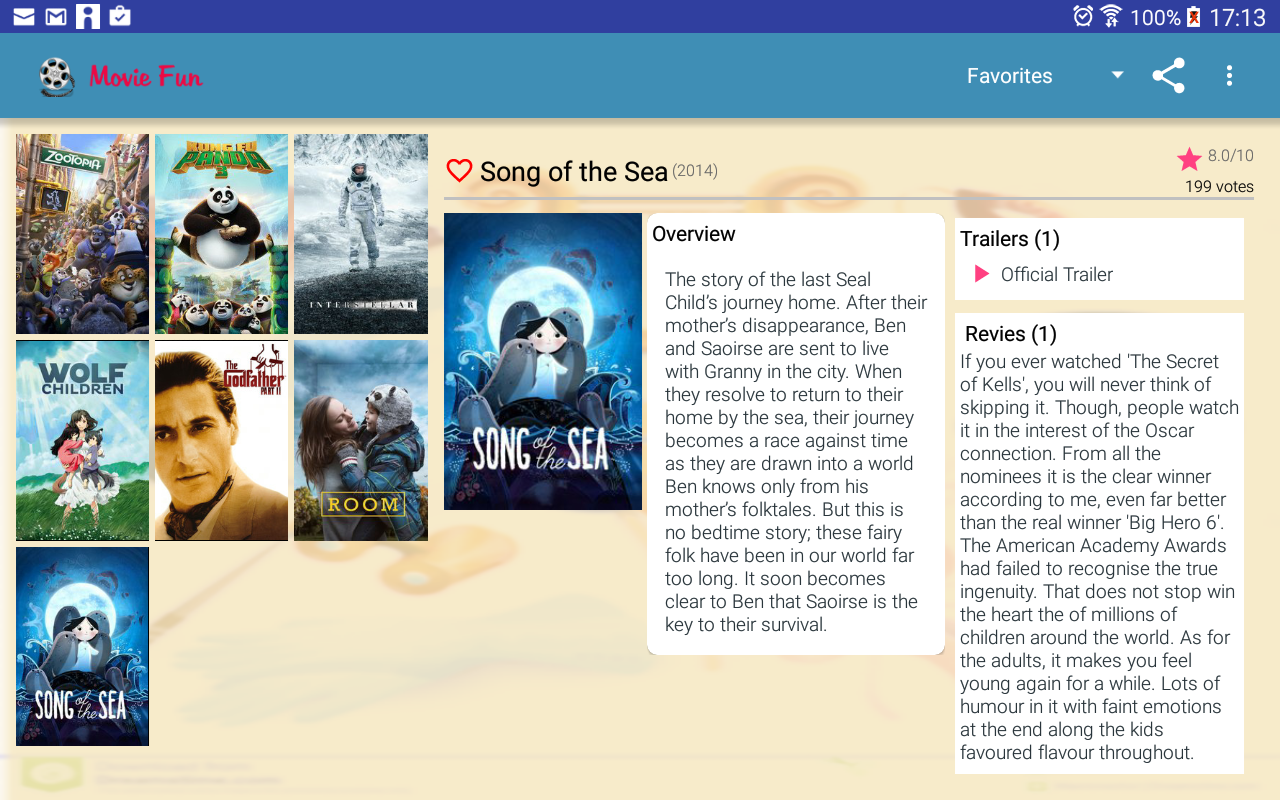 100% 17:13
Movie Fun
Favorites
ZOOTOPIA
KUNG FU
PANDA
3
INTERSTELLAR
WOLF
CHILDREN
The
Godfather
PART II
ROOM
SONG of the SEA
Song of the Sea (2014)
8.0/10
199 votes
SONG of the SEA
Overview
The story of the last Seal
Child’s journey home. After their
mother’s disappearance, Ben
and Saoirse are sent to live
with Granny in the city. When
they resolve to return to their
home by the sea, their journey
becomes a race against time
as they are drawn into a world
Ben knows only from his
mother’s folktales. But this is
no bedtime story; these fairy
folk have been in our world far
too long. It soon becomes
clear to Ben that Saoirse is the
key to their survival.
Trailers (1)
Official Trailer
Revies (1)
If you ever watched 'The Secret
of Kells', you will never think of
skipping it. Though, people watch
it in the interest of the Oscar
connection. From all the
nominees it is the clear winner
according to me, even far better
than the real winner 'Big Hero 6'.
The American Academy Awards
had failed to recognise the true
ingenuity. That does not stop win
the heart the of millions of
children around the world. As for
the adults, it makes you feel
young again for a while. Lots of
humour in it with faint emotions
at the end along the kids
favoured flavour throughout.